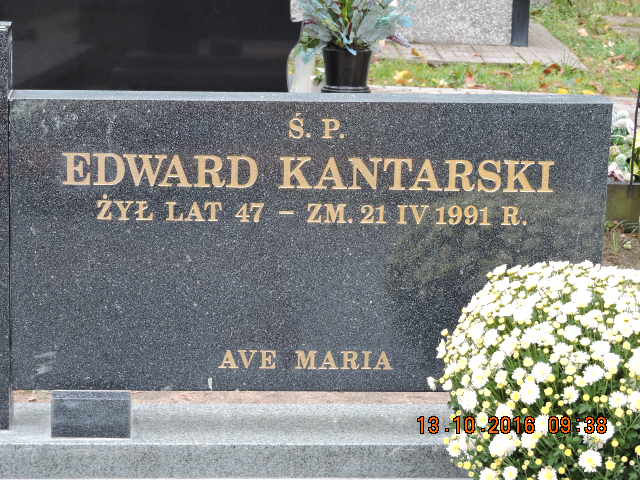 Ś. P.
EDWARD KANTARSKI
ŻYŁ LAT 47 – ZM. 21 IV 1991 R.
AVE MARIA
13.10.2016 09:38